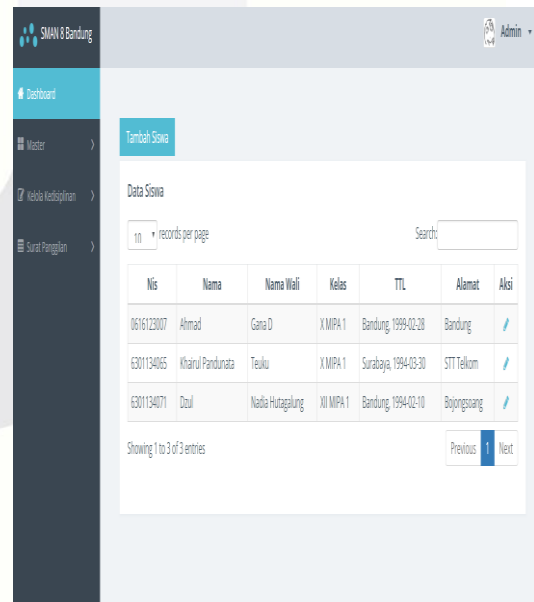 SMAN 8 Bandung
Admin
Dashboard
Master
Kelola Kedisiplinan
Surat Panggilan
Tambah Siswa
Data Siswa
10 records per page Search:
Nis Nama Nama Wali Kelas TTL Alamat Aksi
0616123007 Ahmad Gana D X MIPA 1 Bandung, 1999-02-28 Bandung
6301134065 Khairul Pandunata Teuku X MIPA 1 Surabaya, 1994-03-30 STT Telkom
6301134071 Dzul Nadia Hutagalung XII MIPA 1 Bandung, 1994-02-10 Bojongsoang
Showing 1 to 3 of 3 entries Previous 1 Next